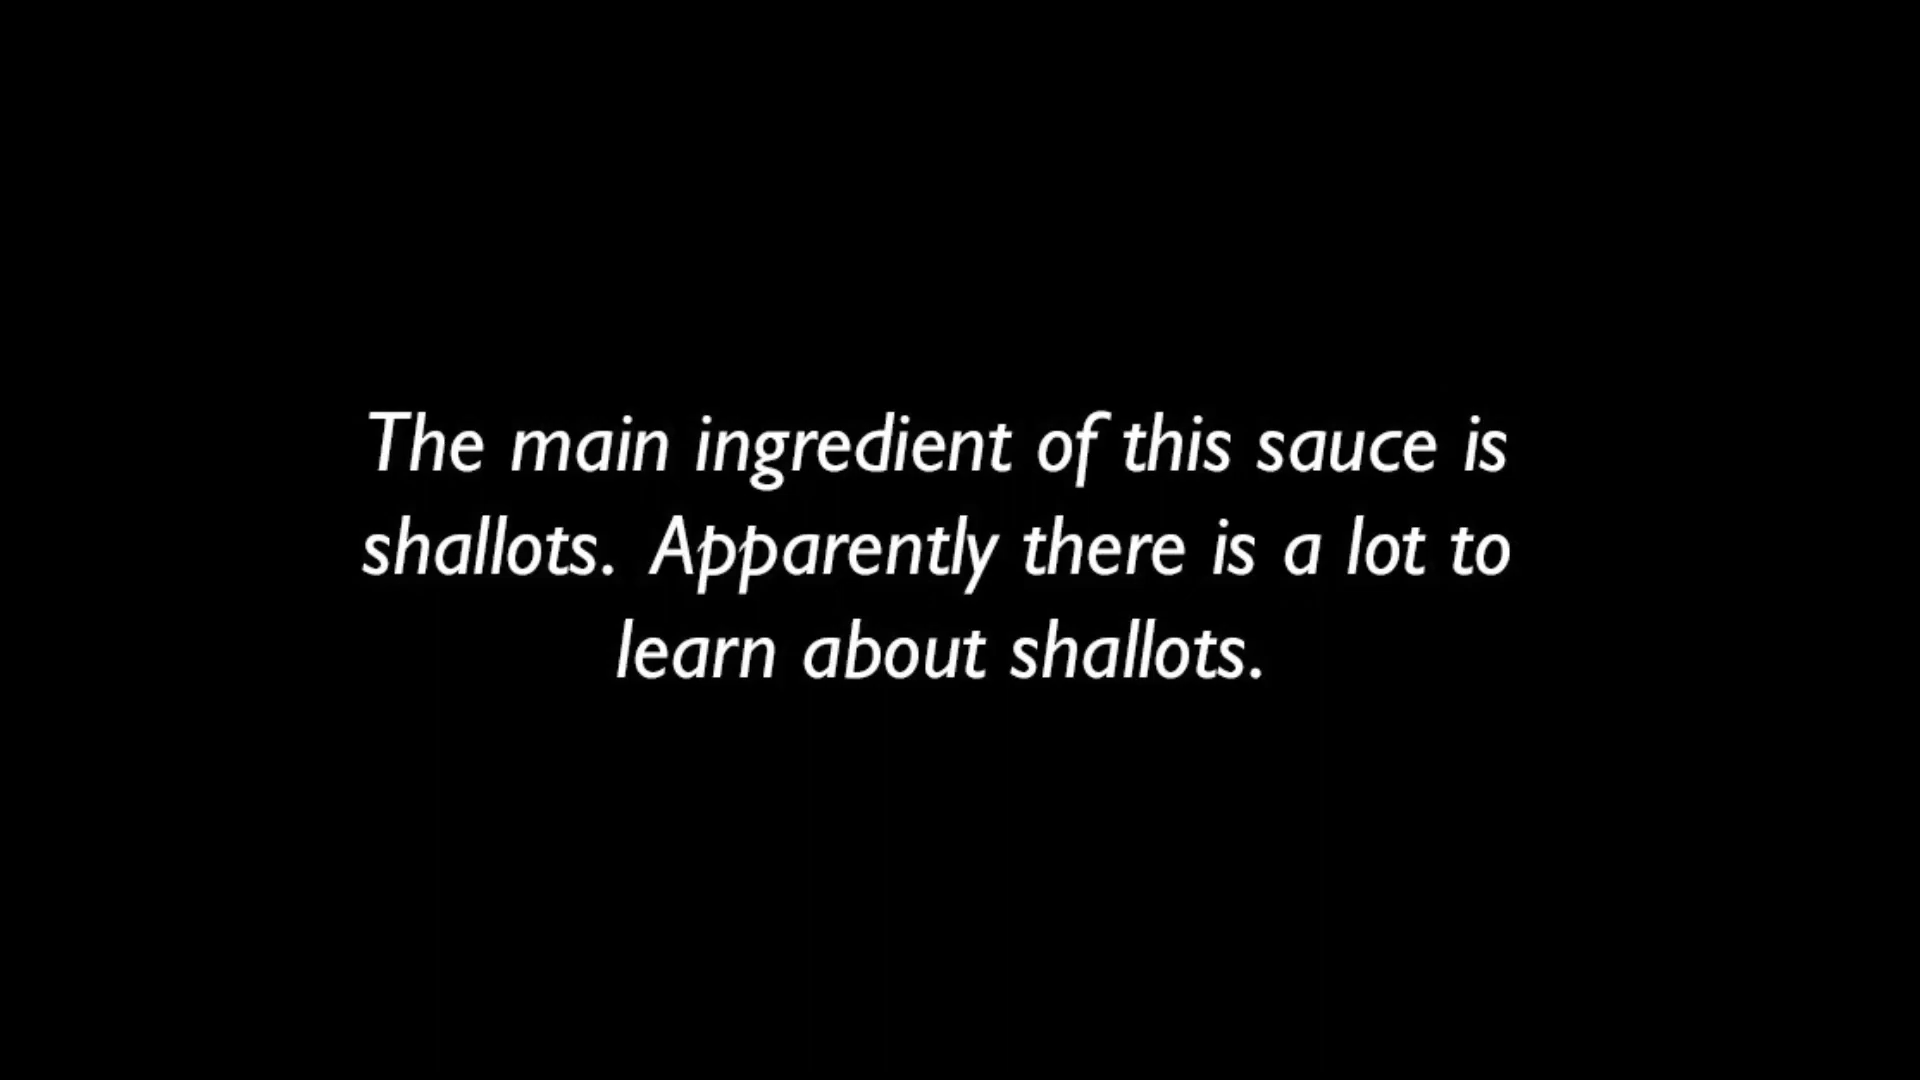 The main ingredient of this sauce is
shallots.  Apparently there is a lot to
learn about shallots.